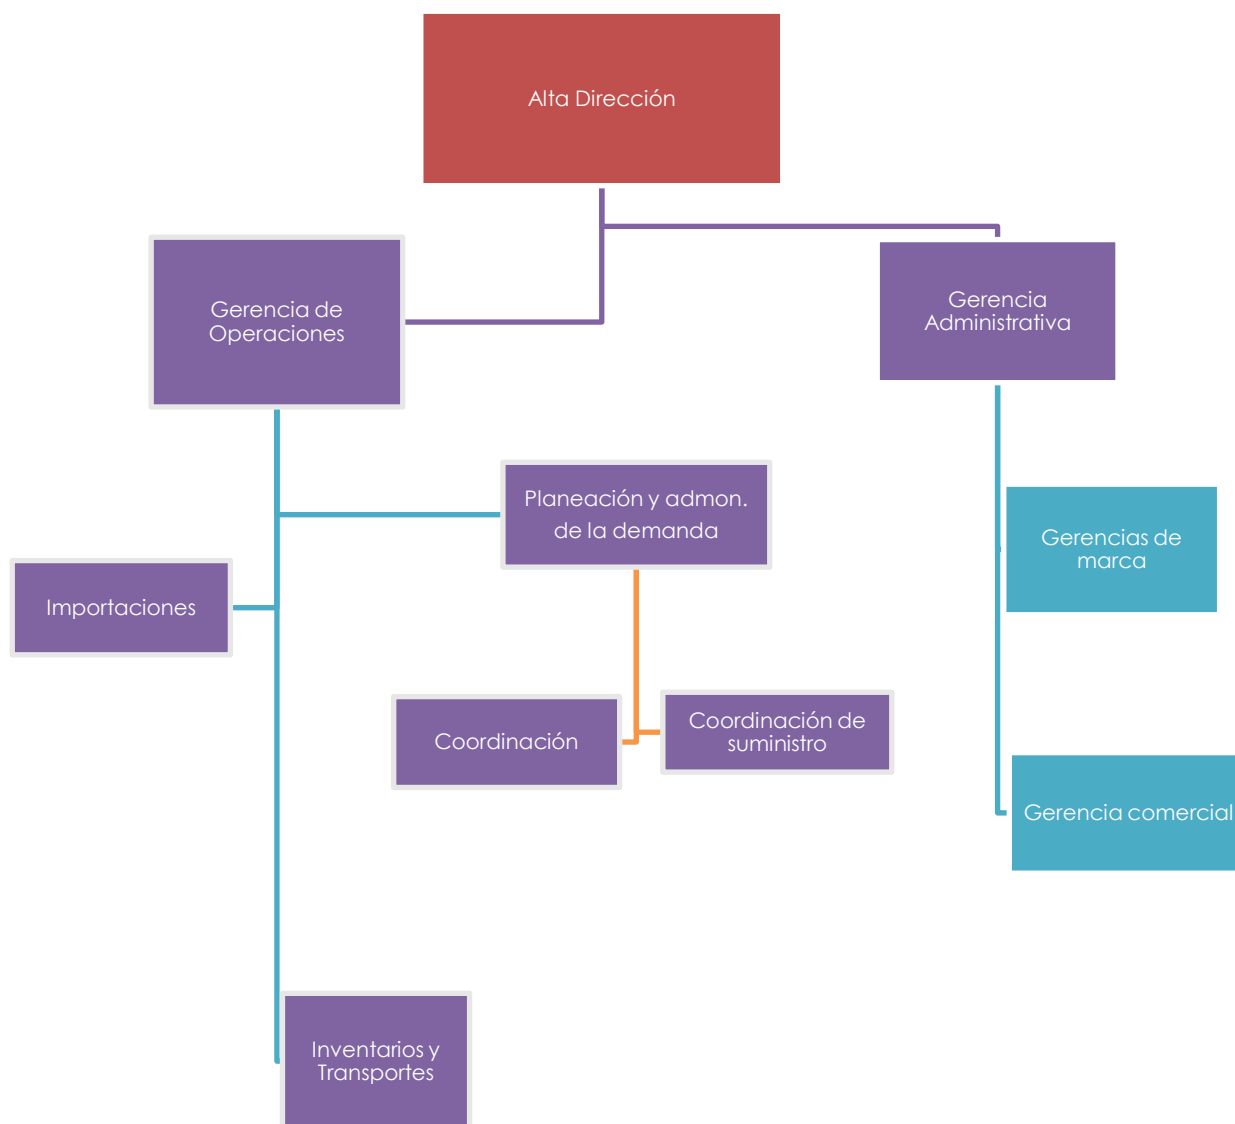 Alta Dirección
Gerencia de
Operaciones
Gerencia
Administrativa
Planeación y admon.
de la demanda
Gerencias de
marca
Importaciones
Coordinación
Coordinación de
suministro
Gerencia comercial
Inventarios y
Transportes